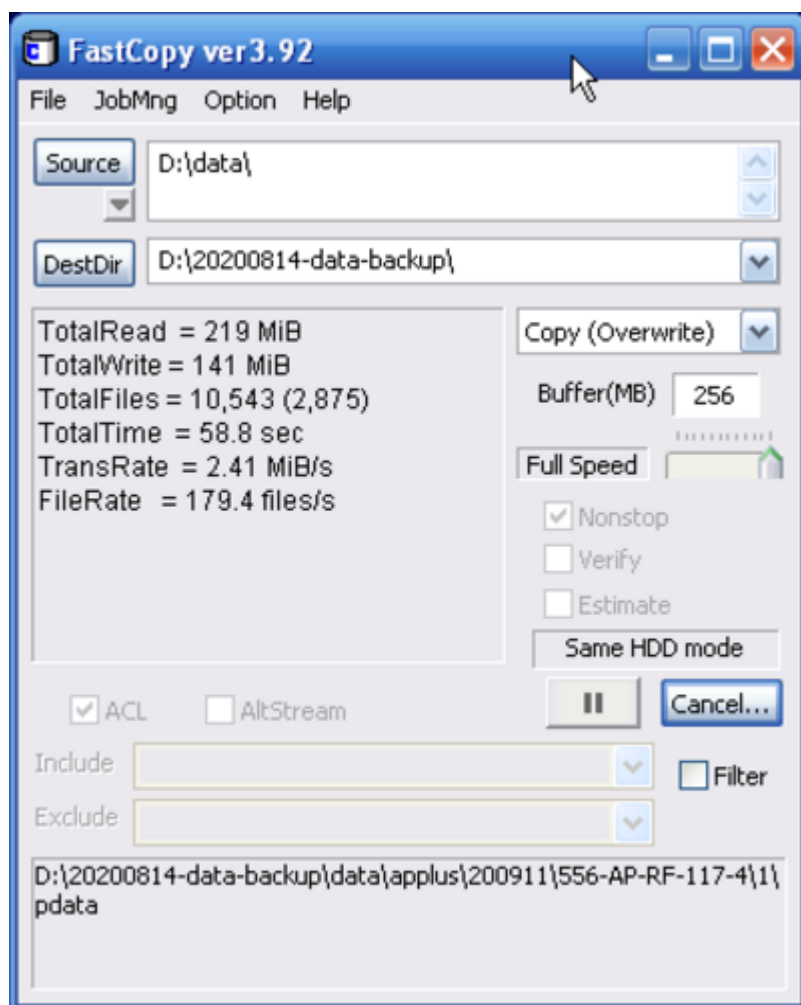 FastCopy ver3.92
File JobMng Option Help
Source D:\data\
DestDir D:\20200814-data-backup\
TotalRead = 219 MiB
TotalWrite = 141 MiB
TotalFiles = 10,543 (2,875)
TotalTime = 58.8 sec
TransRate = 2.41 MiB/s
FileRate = 179.4 files/s
Copy (Overwrite)
Buffer(MB) 256
Full Speed
Nonstop
Verify
Estimate
Same HDD mode
ACL AltStream
Cancel...
Include
Filter
Exclude
D:\20200814-data-backup\data\applus\200911\556-AP-RF-117-4\1\
pdata